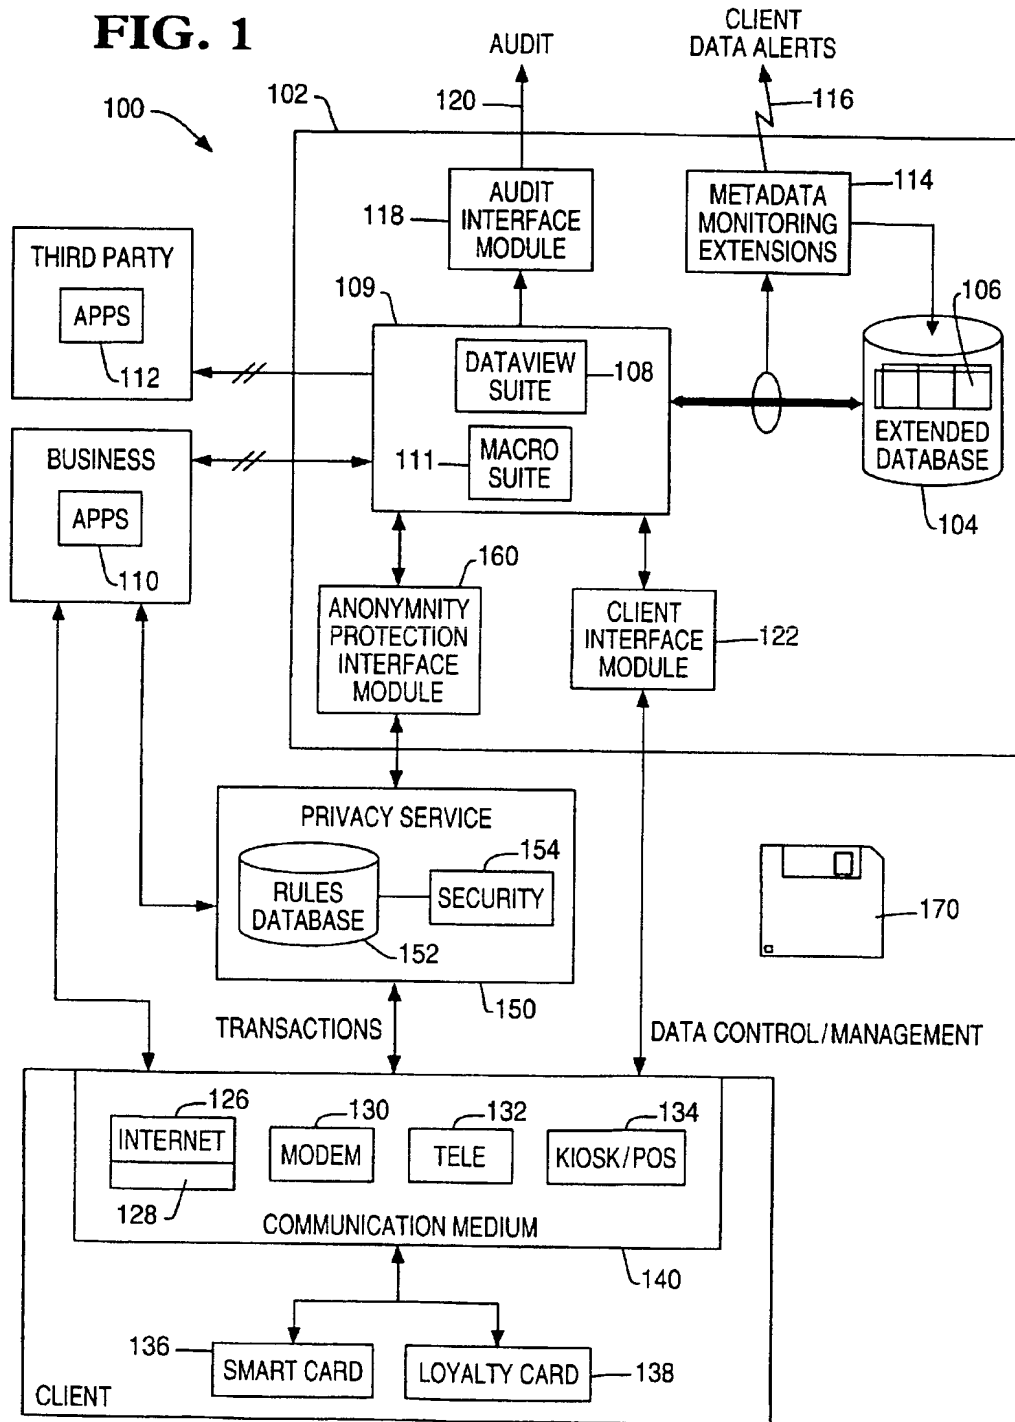 FIG. 1
AUDIT
CLIENT
DATA ALERTS
100
102
120
116
118
AUDIT
INTERFACE
MODULE
METADATA
MONITORING
EXTENSIONS
114
THIRD PARTY
APPS
112
109
DATAVIEW
SUITE
108
106
EXTENDED
DATABASE
104
BUSINESS
APPS
110
111
MACRO
SUITE
160
ANONYMNITY
PROTECTION
INTERFACE
MODULE
CLIENT
INTERFACE
MODULE
122
PRIVACY SERVICE
RULES
DATABASE
152
154
SECURITY
150
170
TRANSACTIONS
DATA CONTROL/MANAGEMENT
126
INTERNET
128
130
MODEM
132
TELE
134
KIOSK/POS
COMMUNICATION MEDIUM
140
136
SMART CARD
LOYALTY CARD
138
CLIENT